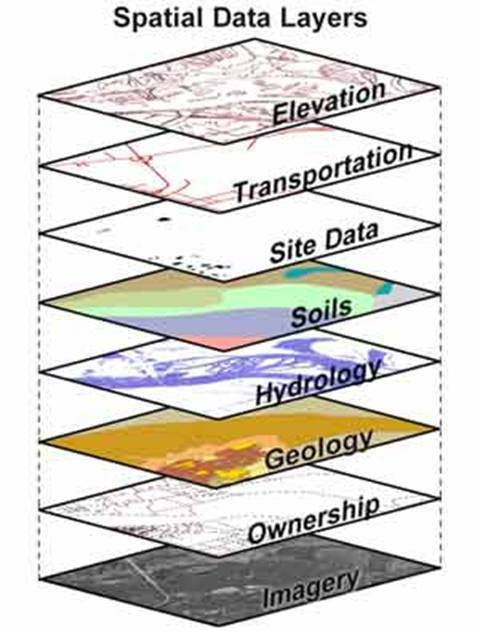 Spatial Data Layers
Elevation
Transportation
Site Data
Soils
Hydrology
Geology
Ownership
Imagery